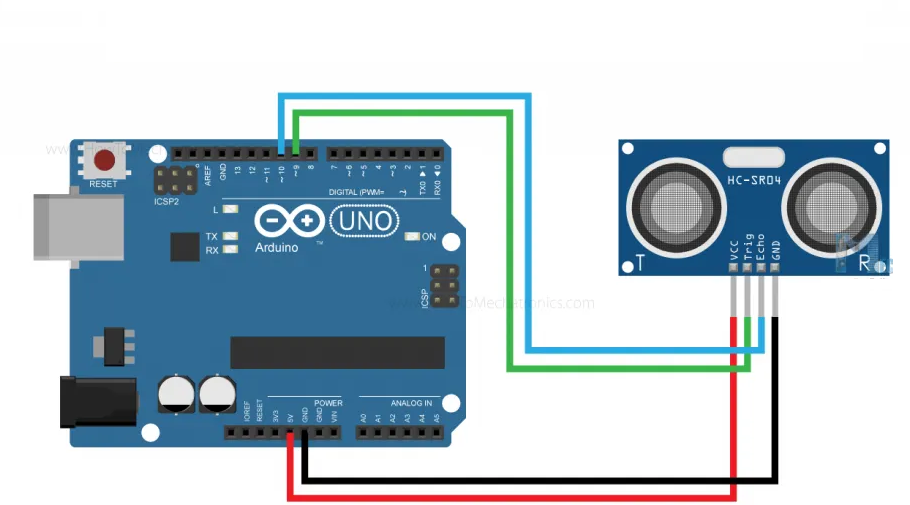 RESET
ICSP2
AREF
GND
13
12
~11
~10
~9
8
7
~6
~5
4
~3
2
TX0 ▶ 1
RX0 ◀ 0
DIGITAL (PWM=
L
TX
RX
Arduino
TM
UNO
ON
1
ICSP
HC-SR04
VCC
Trig
Echo
GND
T
R
IOREF
RESET
3V3
5V
GND
GND
VIN
POWER
ANALOG IN
A0
A1
A2
A3
A4
A5